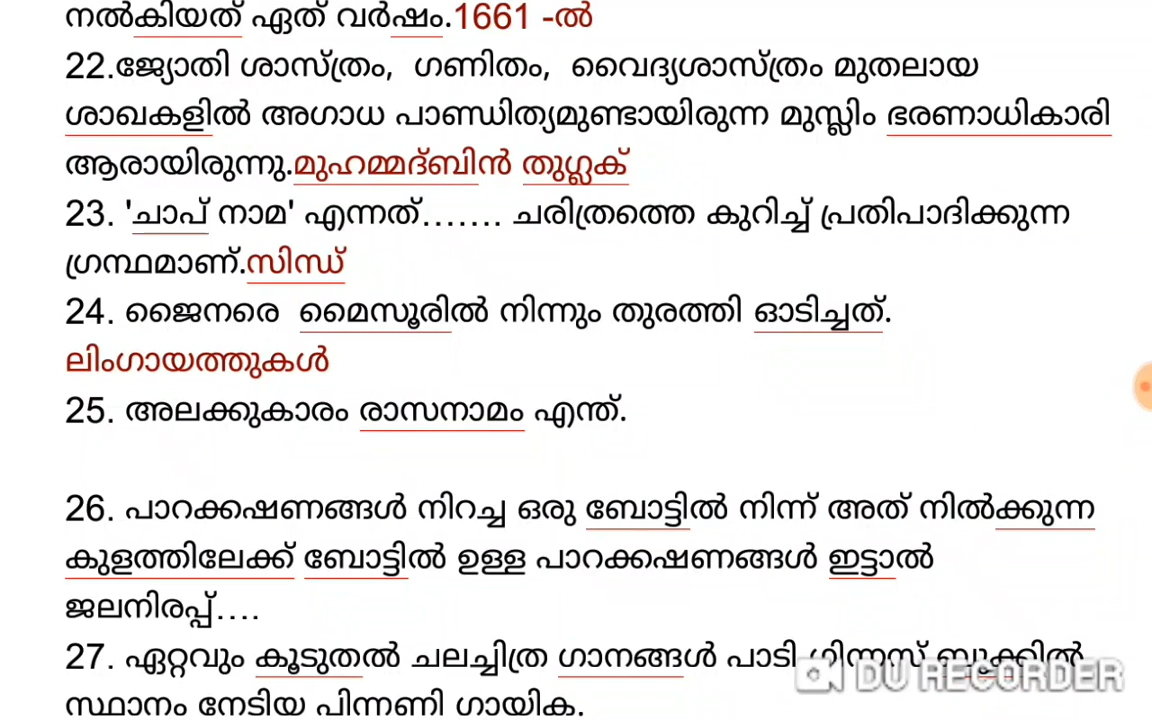 നൽകിയത് ഏത് വർഷം.1661 -ൽ
22.ജ്യോതി ശാസ്ത്രം, ഗണിതം, വൈദ്യശാസ്ത്രം മുതലായ
ശാഖകളിൽ അഗാധ പാണ്ഡിത്യമുണ്ടായിരുന്ന മുസ്ലിം ഭരണാധികാരി
ആരായിരുന്നു.മുഹമ്മദ്ബിൻ തുഗ്ലക്
23. 'ചാപ് നാമ' എന്നത്....... ചരിത്രത്തെ കുറിച്ച് പ്രതിപാദിക്കുന്ന
ഗ്രന്ഥമാണ്.സിന്ധ്
24. ജൈനരെ മൈസൂരിൽ നിന്നും തുരത്തി ഓടിച്ചത്.
ലിംഗായത്തുകൾ
25. അലക്കുകാരം രാസനാമം എന്ത്.
26. പാറക്കഷണങ്ങൾ നിറച്ച ഒരു ബോട്ടിൽ നിന്ന് അത് നിൽക്കുന്ന
കുളത്തിലേക്ക് ബോട്ടിൽ ഉള്ള പാറക്കഷണങ്ങൾ ഇട്ടാൽ
ജലനിരപ്പ്....
27. ഏറ്റവും കൂടുതൽ ചലച്ചിത്ര ഗാനങ്ങൾ പാടി ഗിന്നസ് ബുക്കിൽ
സ്ഥാനം നേടിയ പിന്നണി ഗായിക.
DU RECORDER